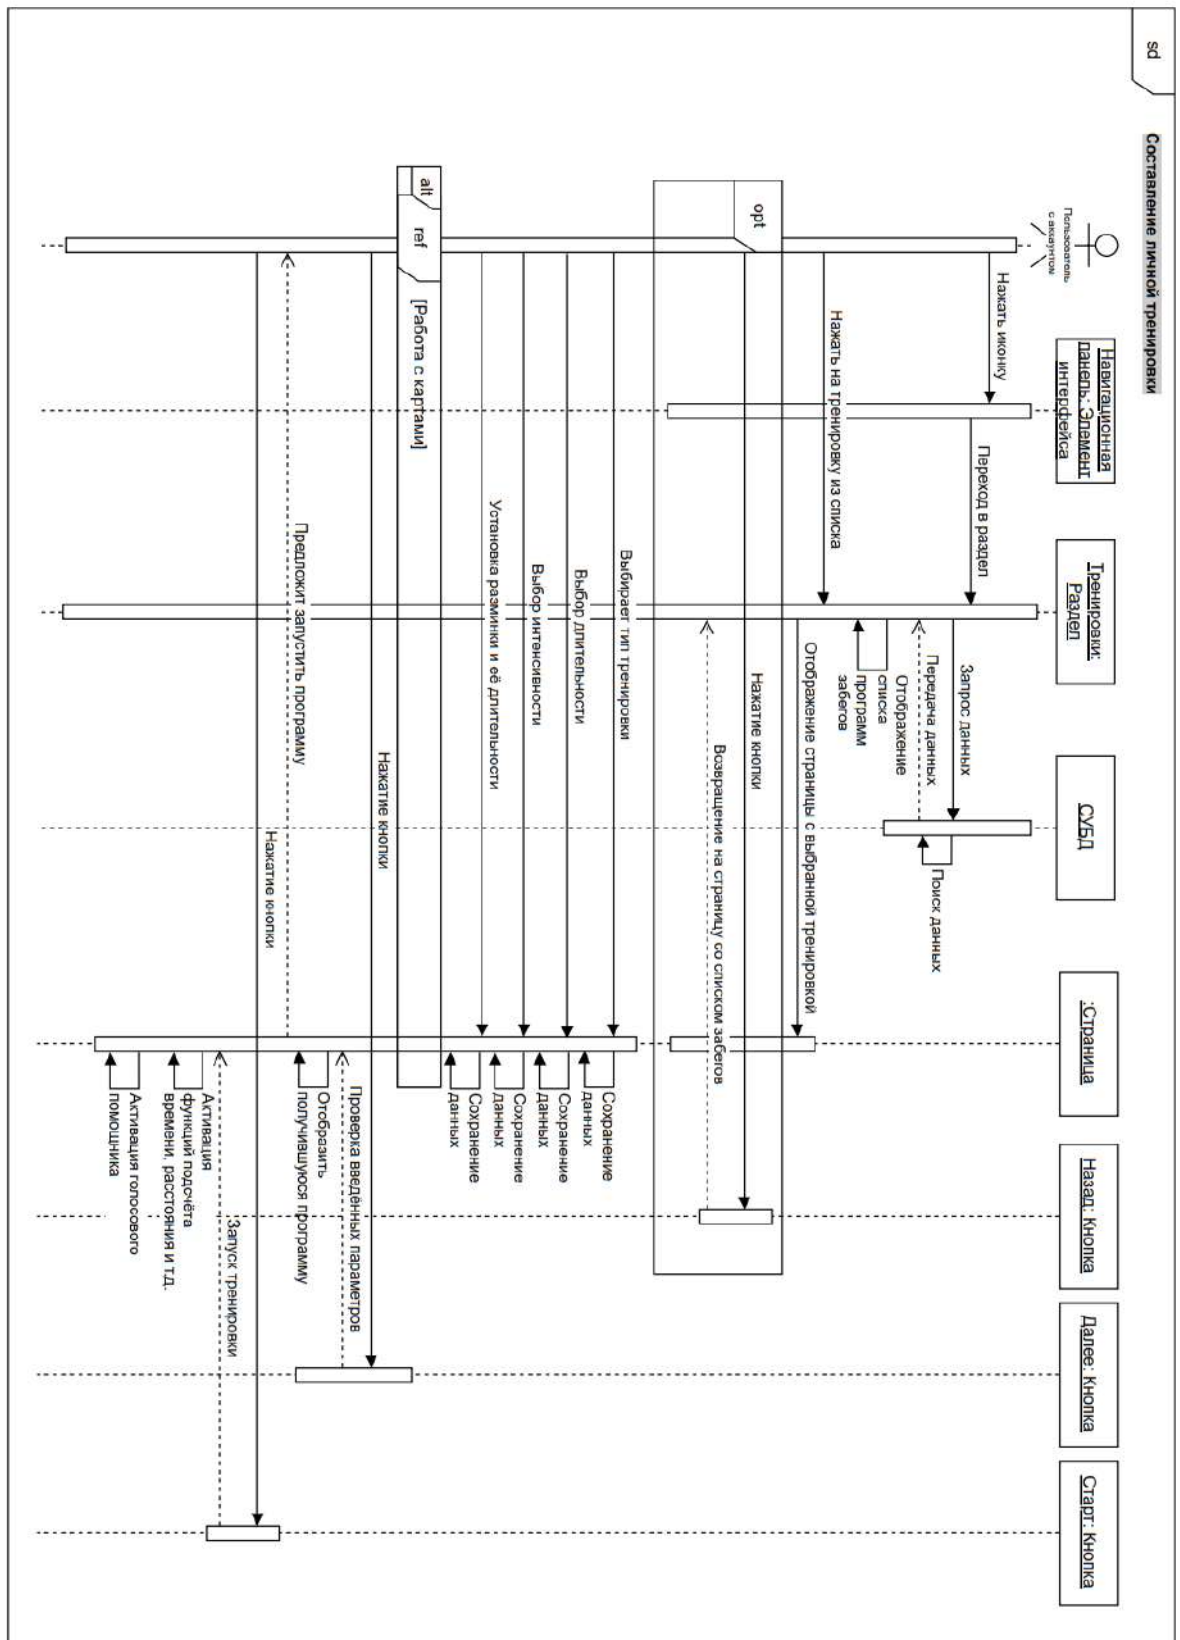 sd
Составление личной тренировки
Пользователь
с аккаунтом
Навигационная
панель: Элемент
интерфейса
Тренировки:
Раздел
СУБД
:Страница
Назад: Кнопка
Далее: Кнопка
Старт: Кнопка
Нажать иконку
Переход в раздел
Запрос данных
Поиск данных
Передача данных
Отображение
списка
программ
забегов
Нажать на тренировку из списка
Отображение страницы с выбранной тренировкой
opt
Нажатие кнопки
Возвращение на страницу со списком забегов
Выбирает тип тренировки
Сохранение
данных
Выбор длительности
Сохранение
данных
Выбор интенсивности
Сохранение
данных
Установка разминки и её длительности
Сохранение
данных
alt
ref
[Работа с картами]
Нажатие кнопки
Проверка введённых параметров
Отобразить
получившуюся программу
Предложит запустить программу
Нажатие кнопки
Запуск тренировки
Активация
функций подсчёта
времени, расстояния и т.д.
Активация голосового
помощника